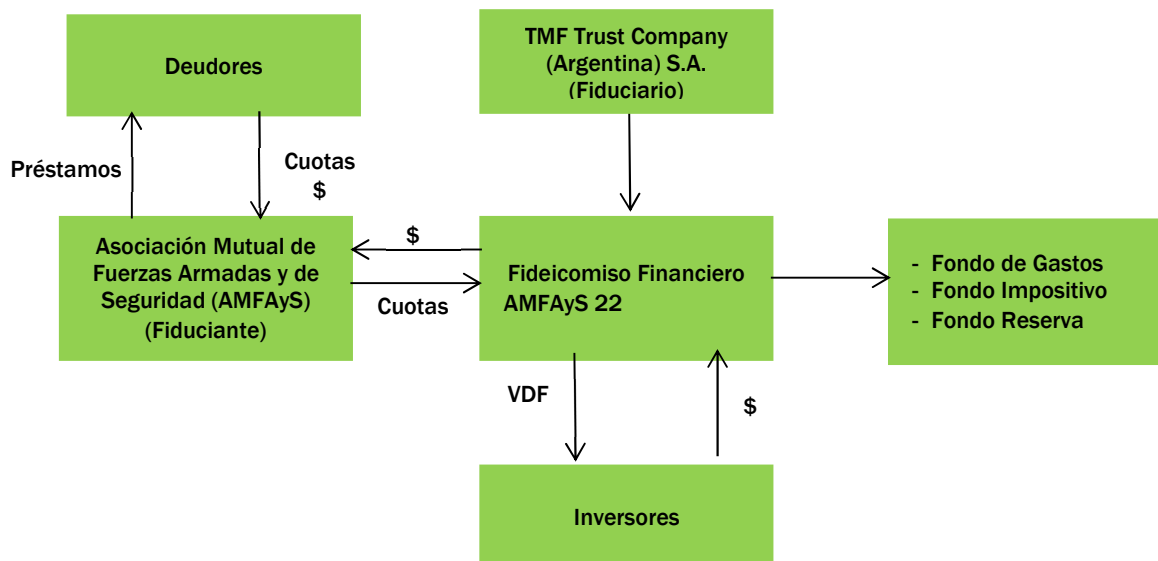 Deudores
TMF Trust Company
(Argentina) S.A.
(Fiduciario)
Préstamos
Cuotas
$
Asociación Mutual de
Fuerzas Armadas y de
Seguridad (AMFAyS)
(Fiduciante)
$
Cuotas
Fideicomiso Financiero
AMFAyS 22
- Fondo de Gastos
- Fondo Impositivo
- Fondo Reserva
VDF
$
Inversores